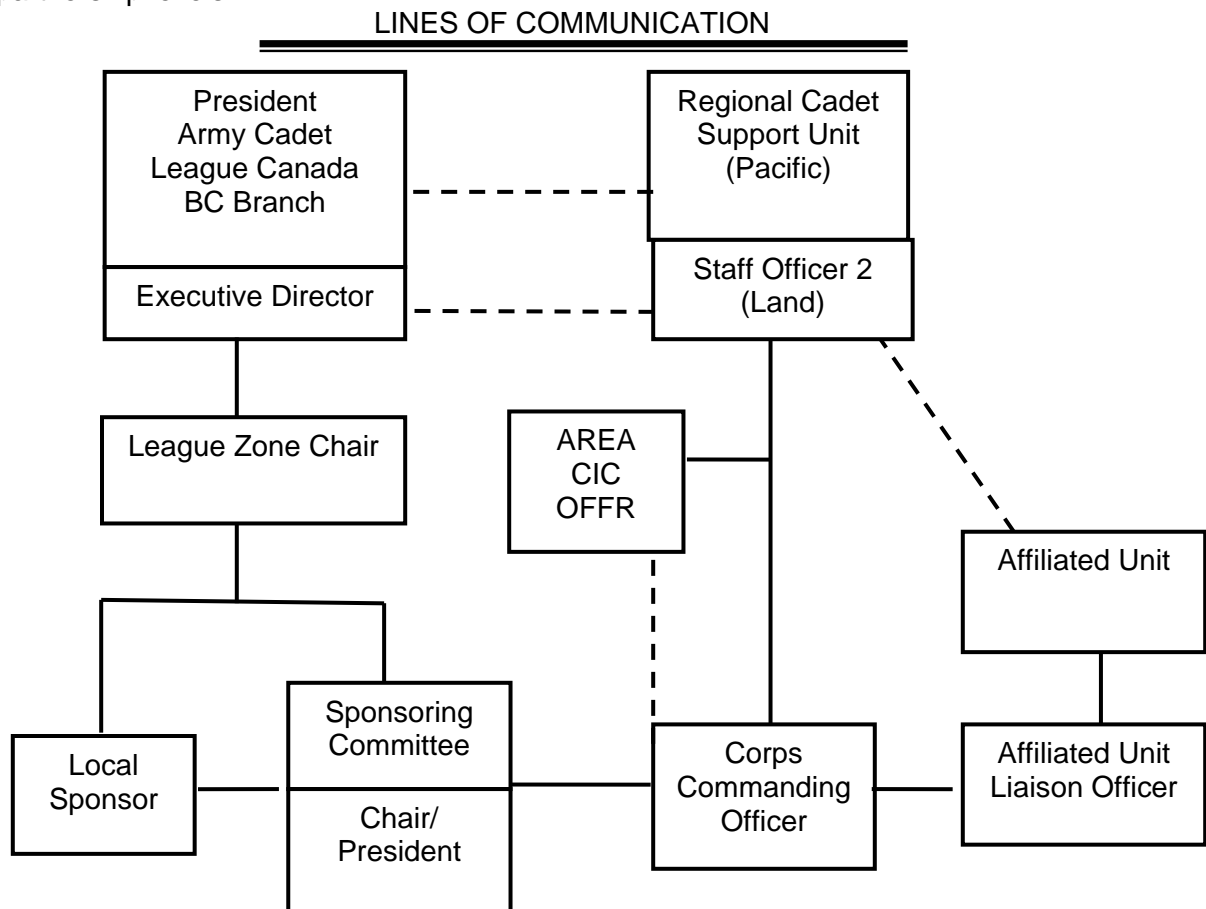 LINES OF COMMUNICATION
President
Army Cadet
League Canada
BC Branch
Regional Cadet
Support Unit
(Pacific)
Executive Director
Staff Officer 2
(Land)
League Zone Chair
AREA
CIC
OFFR
Affiliated Unit
Sponsoring
Committee
Local
Sponsor
Chair/
President
Corps
Commanding
Officer
Affiliated Unit
Liaison Officer